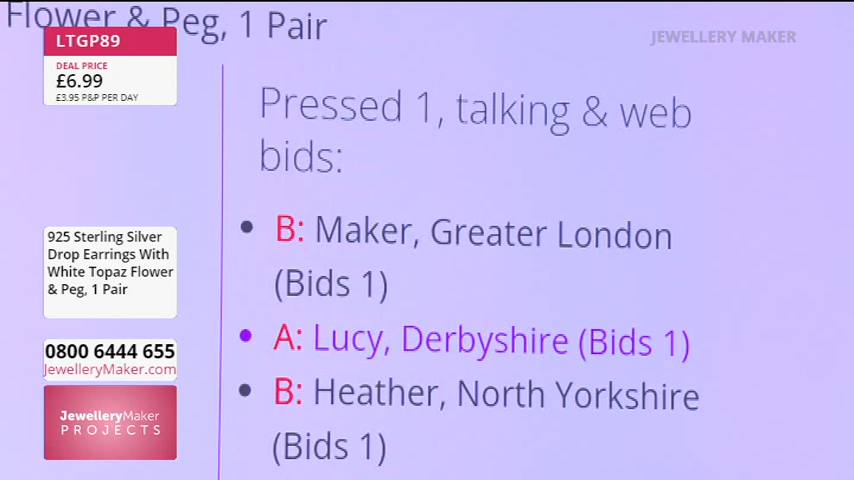 Flower & Peg, 1 Pair
JEWELLERY MAKER
LTGP89
DEAL PRICE
£6.99
£3.95 P&P PER DAY
Pressed 1, talking & web
bids:
B: Maker, Greater London
(Bids 1)
A: Lucy, Derbyshire (Bids 1)
B: Heather, North Yorkshire
(Bids 1)
925 Sterling Silver
Drop Earrings With
White Topaz Flower
& Peg, 1 Pair
0800 6444 655
JewelleryMaker.com
JewelleryMaker
PROJECTS